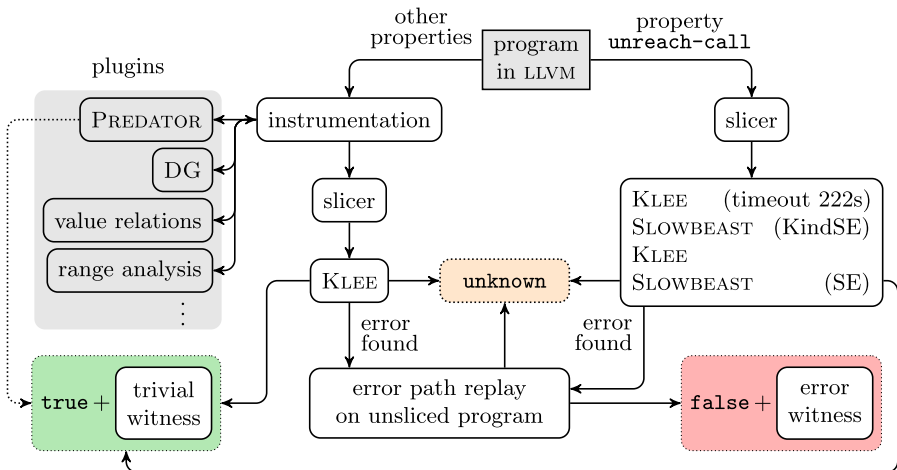 other
properties
program
in LLVM
property
unreach-call
plugins
PREDATOR
instrumentation
slicer
DG
slicer
value relations
range analysis
KLEE
unknown
KLEE (timeout 222s)
SLOWBEAST (KindSE)
KLEE
SLOWBEAST (SE)
error
found
error
found
true + trivial
witness
error path replay
on unsliced program
false + error
witness